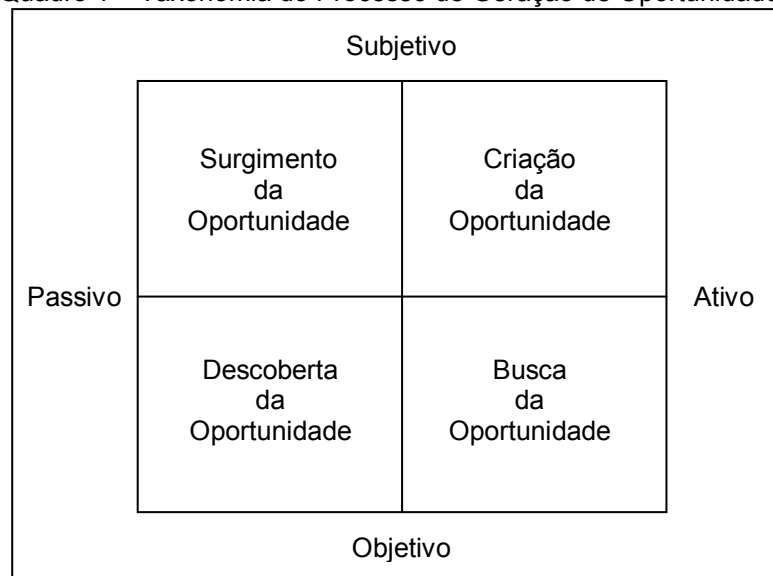 Subjetivo
Surgimento
da
Oportunidade
Criação
da
Oportunidade
Passivo
Ativo
Descoberta
da
Oportunidade
Busca
da
Oportunidade
Objetivo